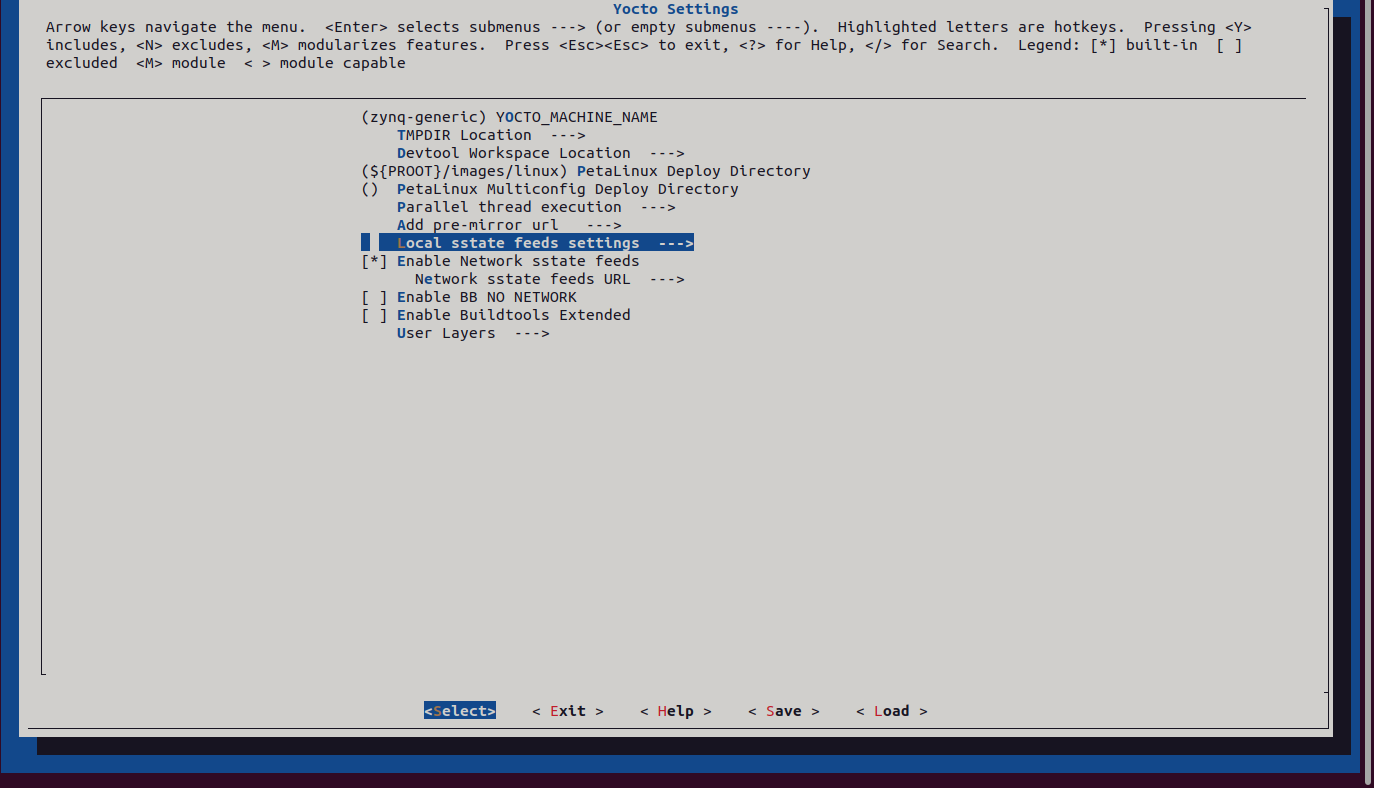 Yocto Settings
Arrow keys navigate the menu.  <Enter> selects submenus ---> (or empty submenus ----).  Highlighted letters are hotkeys.  Pressing <Y>
includes, <N> excludes, <M> modularizes features.  Press <Esc><Esc> to exit, <?> for Help, </> for Search.  Legend: [*] built-in  [ ]
excluded  <M> module  < > module capable
(zynq-generic) YOCTO_MACHINE_NAME
TMPDIR Location  --->
Devtool Workspace Location  --->
(${PROOT}/images/linux) PetaLinux Deploy Directory
()  PetaLinux Multiconfig Deploy Directory
Parallel thread execution  --->
Add pre-mirror url   --->
Local sstate feeds settings  --->
[*] Enable Network sstate feeds
Network sstate feeds URL  --->
[ ] Enable BB NO NETWORK
[ ] Enable Buildtools Extended
User Layers  --->
<Select>    < Exit >    < Help >    < Save >    < Load >